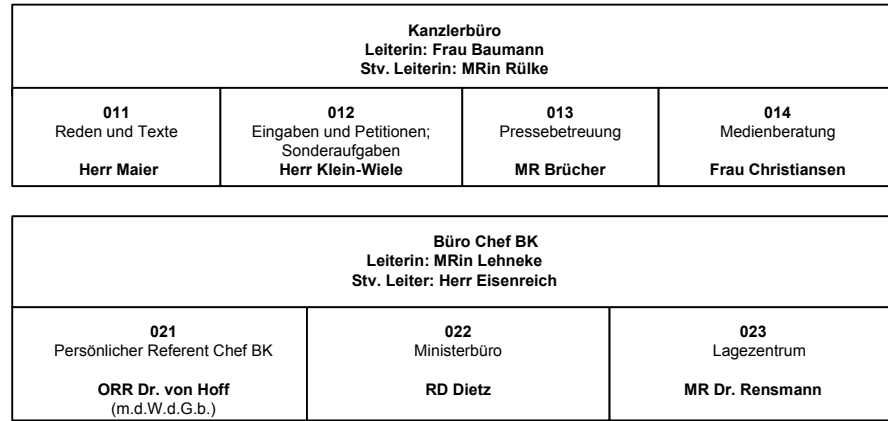 Kanzlerbüro
Leiterin: Frau Baumann
Stv. Leiterin: MRin Rülke
011
Reden und Texte
Herr Maier
012
Eingaben und Petitionen;
Sonderaufgaben
Herr Klein-Wiele
013
Pressebetreuung
MR Brücher
014
Medienberatung
Frau Christiansen
Büro Chef BK
Leiterin: MRin Lehneke
Stv. Leiter: Herr Eisenreich
021
Persönlicher Referent Chef BK
ORR Dr. von Hoff
(m.d.W.d.G.b.)
022
Ministerbüro
RD Dietz
023
Lagezentrum
MR Dr. Rensmann